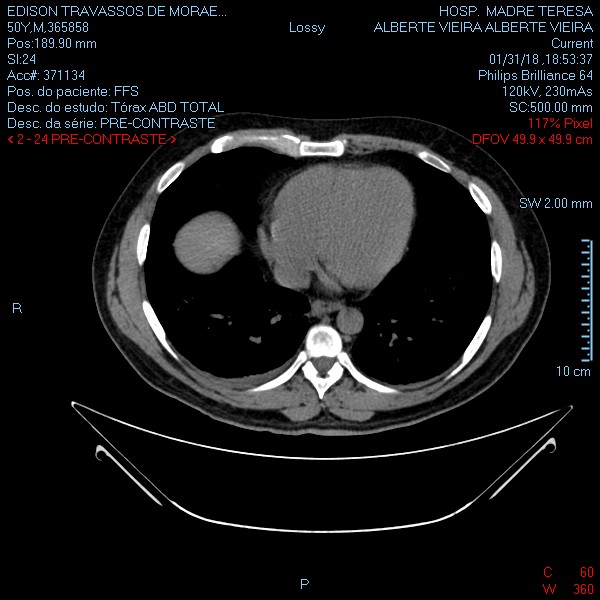 EDISON TRAVASSOS DE MORAE...
50Y,M,365858
Pos:189.90 mm
Sl:24
Acc#: 371134
Pos. do paciente: FFS
Desc. do estudo: Tórax ABD TOTAL
Desc. da série: PRE-CONTRASTE
< 2 - 24 PRE-CONTRASTE >
Lossy
HOSP. MADRE TERESA
ALBERTE VIEIRA ALBERTE VIEIRA
Current
01/31/18 ,18:53:37
Philips Brilliance 64
120kV, 230mAs
SC:500.00 mm
117% Pixel
DFOV 49.9 x 49.9 cm
SW 2.00 mm
R
10 cm
P
C 60
W 360